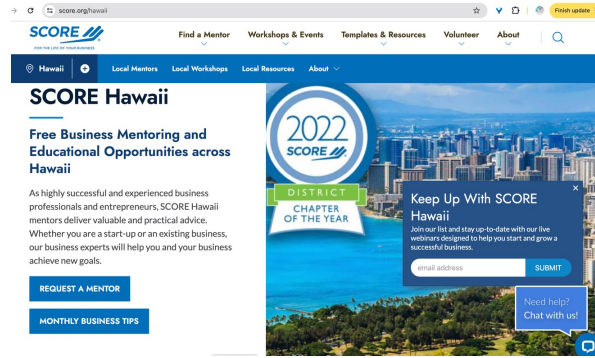 score.org/hawaii
Finish update
SCORE
FOR THE LIFE OF YOUR BUSINESS
Find a Mentor
Workshops & Events
Templates & Resources
Volunteer
About
Hawaii
Local Mentors
Local Workshops
Local Resources
About
SCORE Hawaii
Free Business Mentoring and
Educational Opportunities across
Hawaii
As highly successful and experienced business
professionals and entrepreneurs, SCORE Hawaii
mentors deliver valuable and practical advice.
Whether you are a start-up or an existing business,
our business experts will help you and your business
achieve new goals.
REQUEST A MENTOR
MONTHLY BUSINESS TIPS
2022
SCORE
DISTRICT
CHAPTER
OF THE YEAR
Keep Up With SCORE
Hawaii
Join our list and stay up-to-date with our live
webinars designed to help you start and grow a
successful business.
email address
SUBMIT
Need help?
Chat with us!